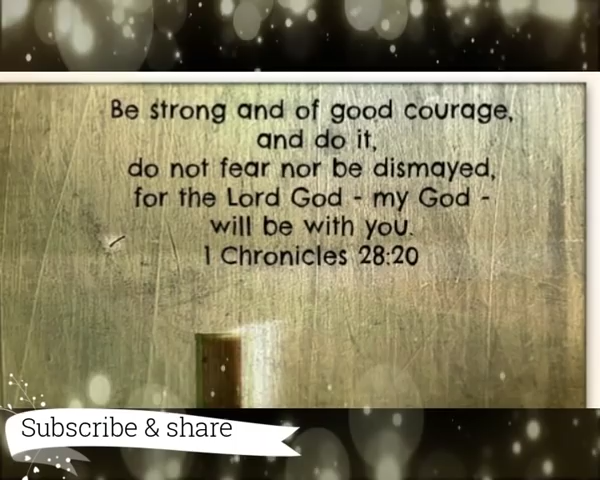 Be strong and of good courage,
and do it,
do not fear nor be dismayed,
for the Lord God - my God -
will be with you.
1 Chronicles 28:20
Subscribe & share